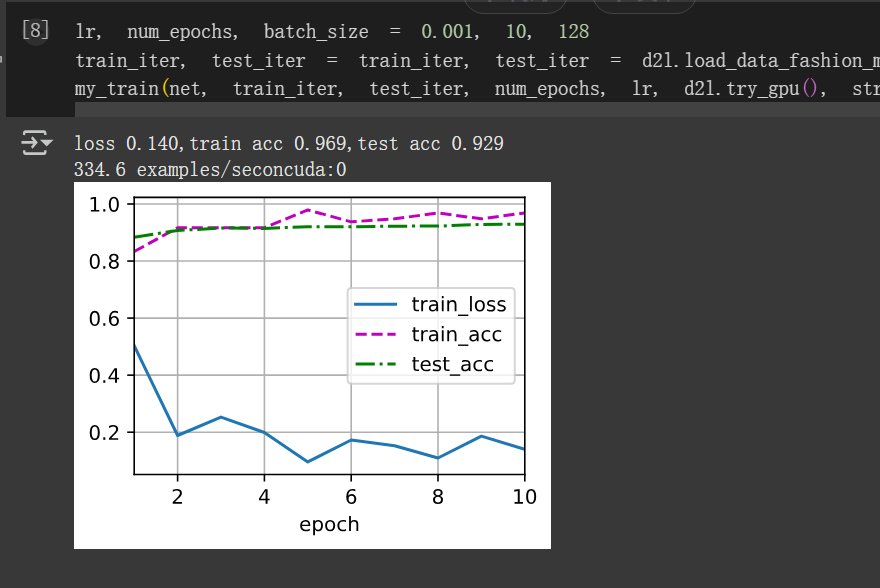 [8]
lr, num_epochs, batch_size = 0.001, 10, 128
train_iter, test_iter = train_iter, test_iter = d2l.load_data_fashion_m
my_train(net, train_iter, test_iter, num_epochs, lr, d2l.try_gpu(), str
loss 0.140,train acc 0.969,test acc 0.929
334.6 examples/seconcuda:0
1.0
0.8
0.6
0.4
0.2
train_loss
train_acc
test_acc
2 4 6 8 10
epoch